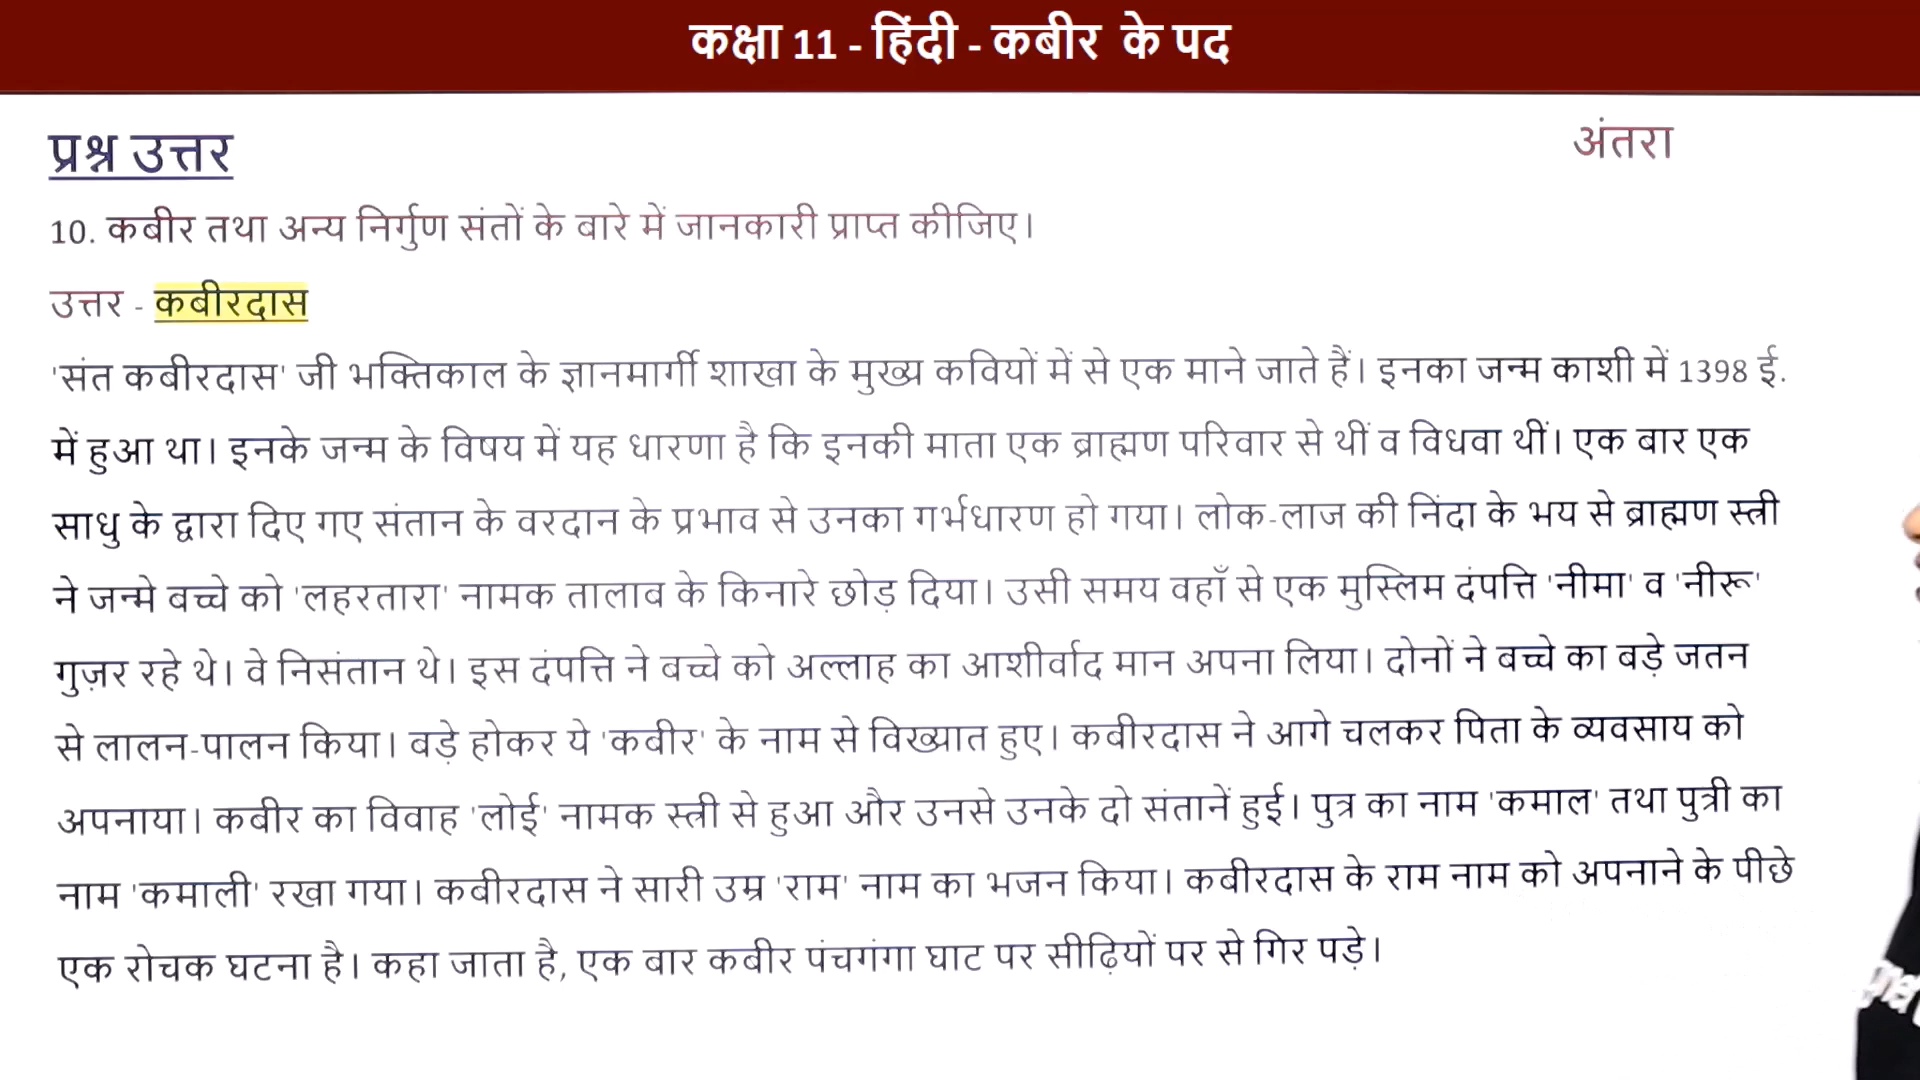 कक्षा 11 - हिंदी - कबीर के पद
प्रश्न उत्तर
अंतरा
10. कबीर तथा अन्य निर्गुण संतों के बारे में जानकारी प्राप्त कीजिए।
उत्तर - कबीरदास
'संत कबीरदास' जी भक्तिकाल के ज्ञानमार्गी शाखा के मुख्य कवियों में से एक माने जाते हैं। इनका जन्म काशी में 1398 ई.
में हुआ था। इनके जन्म के विषय में यह धारणा है कि इनकी माता एक ब्राह्मण परिवार से थीं व विधवा थीं। एक बार एक
साधु के द्वारा दिए गए संतान के वरदान के प्रभाव से उनका गर्भधारण हो गया। लोक-लाज की निंदा के भय से ब्राह्मण स्त्री
ने जन्मे बच्चे को 'लहरतारा' नामक तालाब के किनारे छोड़ दिया। उसी समय वहाँ से एक मुस्लिम दंपत्ति 'नीमा' व 'नीरू'
गुज़र रहे थे। वे निसंतान थे। इस दंपत्ति ने बच्चे को अल्लाह का आशीर्वाद मान अपना लिया। दोनों ने बच्चे का बड़े जतन
से लालन-पालन किया। बड़े होकर ये 'कबीर' के नाम से विख्यात हुए। कबीरदास ने आगे चलकर पिता के व्यवसाय को
अपनाया। कबीर का विवाह 'लोई' नामक स्त्री से हुआ और उनसे उनके दो संतानें हुई। पुत्र का नाम 'कमाल' तथा पुत्री का
नाम 'कमाली' रखा गया। कबीरदास ने सारी उम्र 'राम' नाम का भजन किया। कबीरदास के राम नाम को अपनाने के पीछे
एक रोचक घटना है। कहा जाता है, एक बार कबीर पंचगंगा घाट पर सीढ़ियों पर से गिर पड़े।